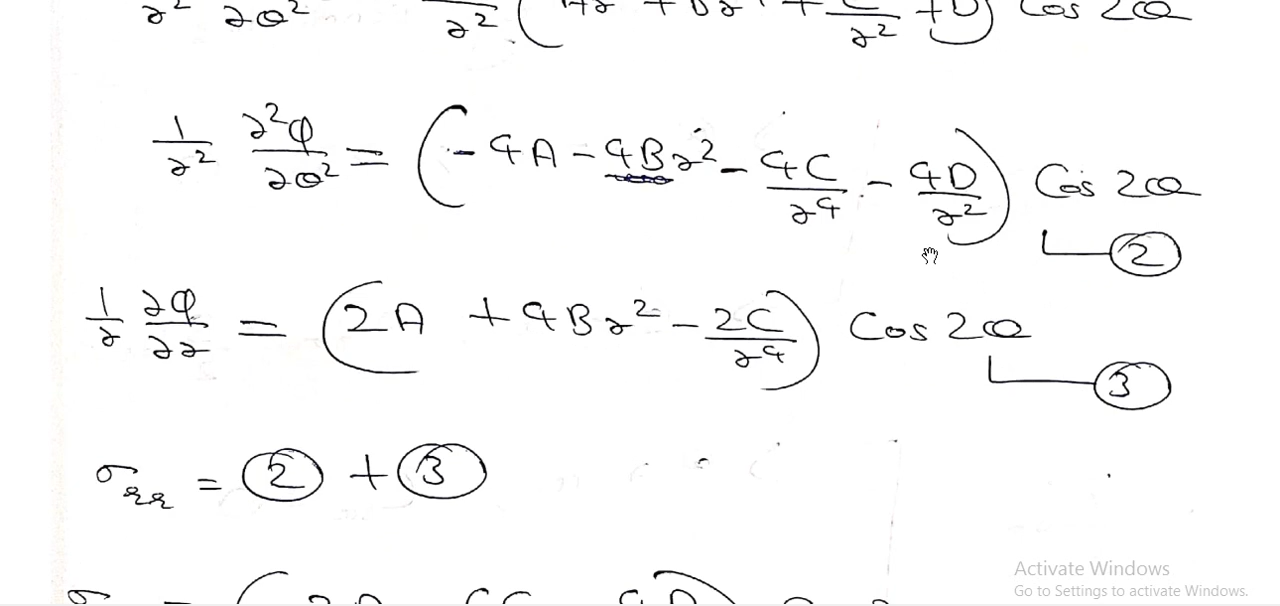 1/r² ∂²φ/∂θ² = (-4A - 4Br² - 4C/r⁴ - 4D/r²) Cos 2θ
②
1/r ∂φ/∂r = (2A + 4Br² - 2C/r⁴) Cos 2θ
③
σrr = ② + ③
Activate Windows
Go to Settings to activate Windows.